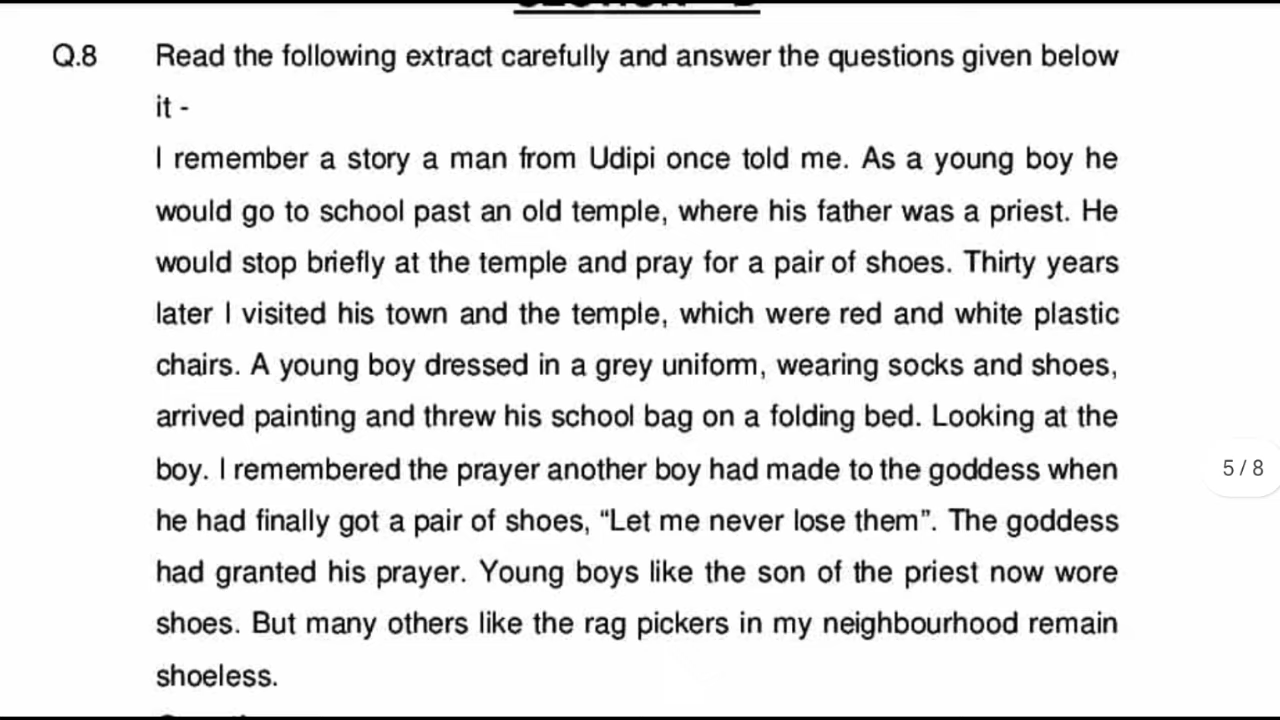 Q.8 Read the following extract carefully and answer the questions given below
it -
I remember a story a man from Udipi once told me. As a young boy he
would go to school past an old temple, where his father was a priest. He
would stop briefly at the temple and pray for a pair of shoes. Thirty years
later I visited his town and the temple, which were red and white plastic
chairs. A young boy dressed in a grey uniform, wearing socks and shoes,
arrived painting and threw his school bag on a folding bed. Looking at the
boy. I remembered the prayer another boy had made to the goddess when
he had finally got a pair of shoes, “Let me never lose them”. The goddess
had granted his prayer. Young boys like the son of the priest now wore
shoes. But many others like the rag pickers in my neighbourhood remain
shoeless.
5 / 8